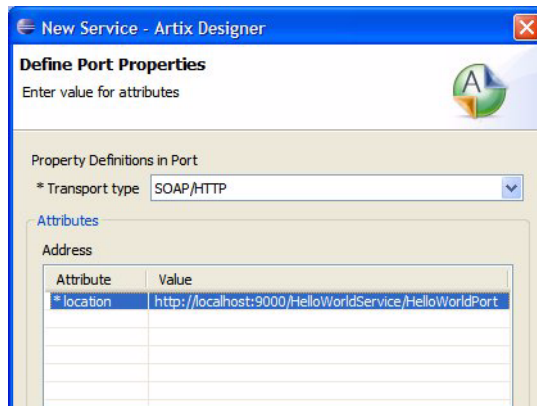 New Service - Artix Designer
Define Port Properties
Enter value for attributes
A
Property Definitions in Port
* Transport type SOAP/HTTP
Attributes
Address
Attribute Value
* location http://localhost:9000/HelloWorldService/HelloWorldPort